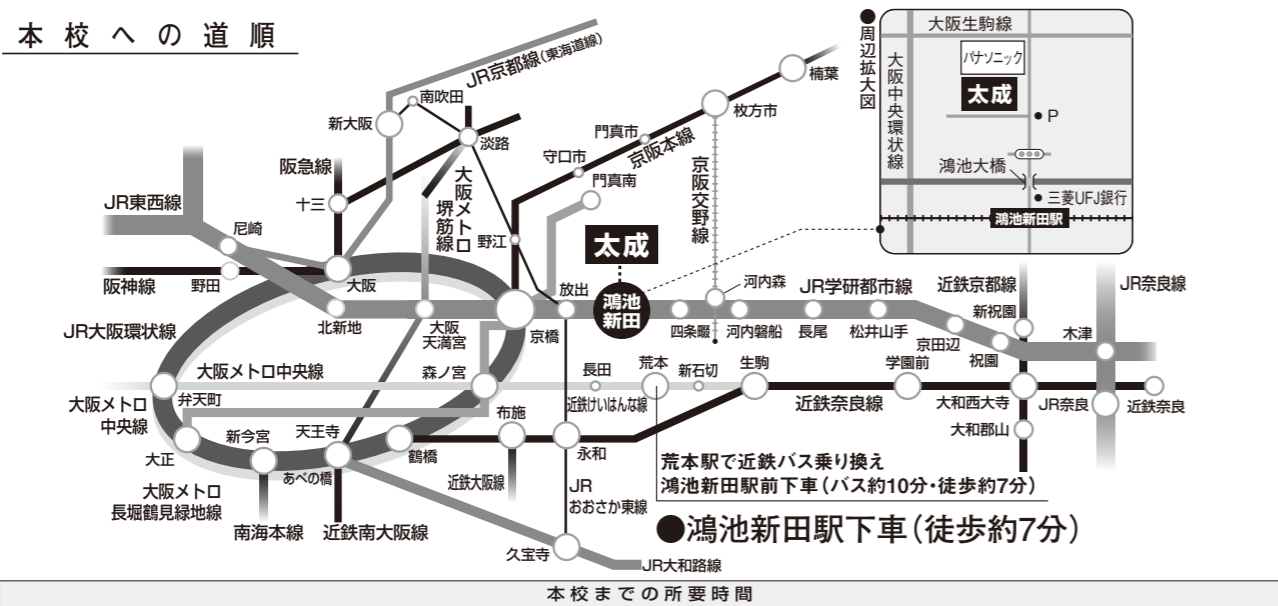 本校への道順
JR京都線(東海道線)
南吹田
新大阪
淡路
阪急線
十三
大阪メトロ
堺筋線
守口市
門真市
京阪本線
門真南
枚方市
楠葉
京阪交野線
野江
JR東西線
尼崎
阪神線
野田
大阪
北新地
大阪
天満宮
京橋
放出
太成
鴻池
新田
四条畷
河内森
河内磐船
JR学研都市線
長尾
松井山手
京田辺
祝園
近鉄京都線
新祝園
木津
JR奈良線
JR大阪環状線
大阪メトロ中央線
大阪メトロ
中央線
弁天町
森ノ宮
長田
近鉄けいはんな線
荒本
新石切
生駒
近鉄奈良線
学園前
大和西大寺
JR奈良
近鉄奈良
大和郡山
大正
新今宮
天王寺
あべの橋
鶴橋
布施
永和
近鉄大阪線
JR
おおさか東線
大阪メトロ
長堀鶴見緑地線
南海本線
近鉄南大阪線
久宝寺
JR大和路線
荒本駅で近鉄バス乗り換え
鴻池新田駅前下車(バス約10分・徒歩約7分)
●鴻池新田駅下車(徒歩約7分)
●周辺拡大図
大阪生駒線
大阪中央環状線
パナソニック
太成
P
鴻池大橋
三菱UFJ銀行
鴻池新田駅
本校までの所要時間